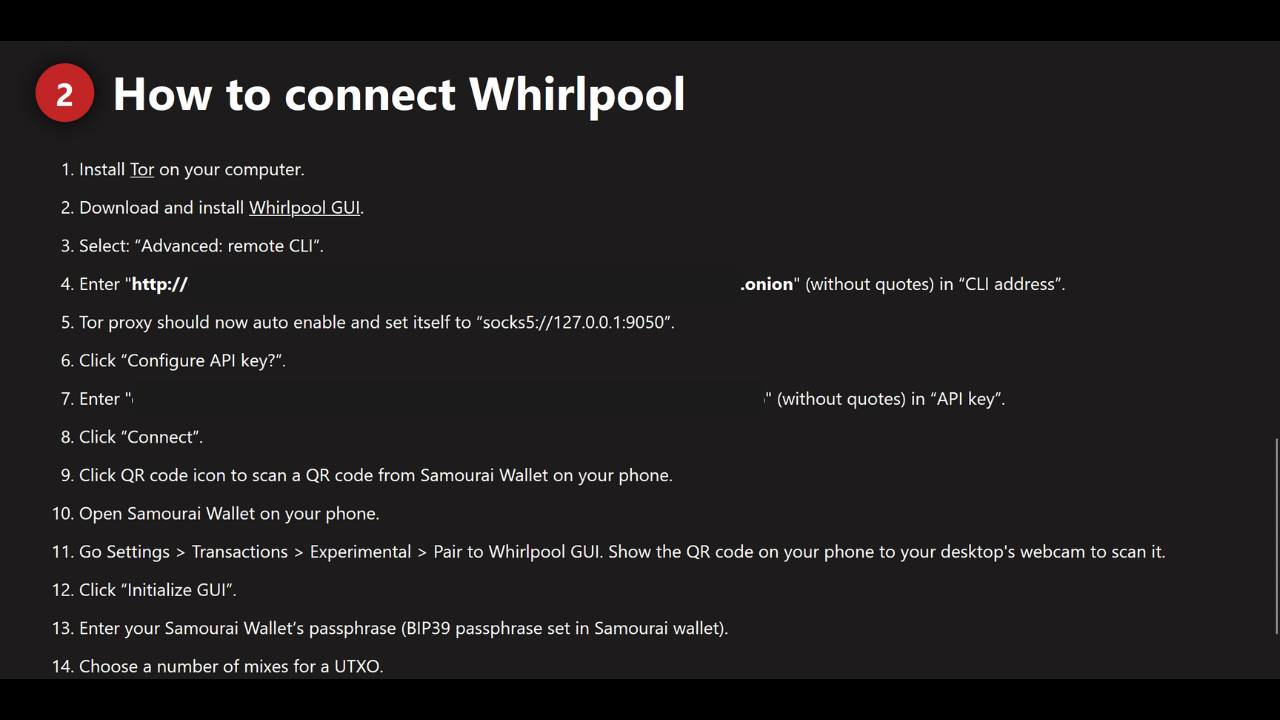 2 How to connect Whirlpool
1. Install Tor on your computer.
2. Download and install Whirlpool GUI.
3. Select: “Advanced: remote CLI“.
4. Enter "http:// .onion" (without quotes) in “CLI address”.
5. Tor proxy should now auto enable and set itself to “socks5://127.0.0.1:9050”.
6. Click “Configure API key?”.
7. Enter " " (without quotes) in “API key”.
8. Click “Connect”.
9. Click QR code icon to scan a QR code from Samourai Wallet on your phone.
10. Open Samourai Wallet on your phone.
11. Go Settings > Transactions > Experimental > Pair to Whirlpool GUI. Show the QR code on your phone to your desktop's webcam to scan it.
12. Click “Initialize GUI”.
13. Enter your Samourai Wallet’s passphrase (BIP39 passphrase set in Samourai wallet).
14. Choose a number of mixes for a UTXO.